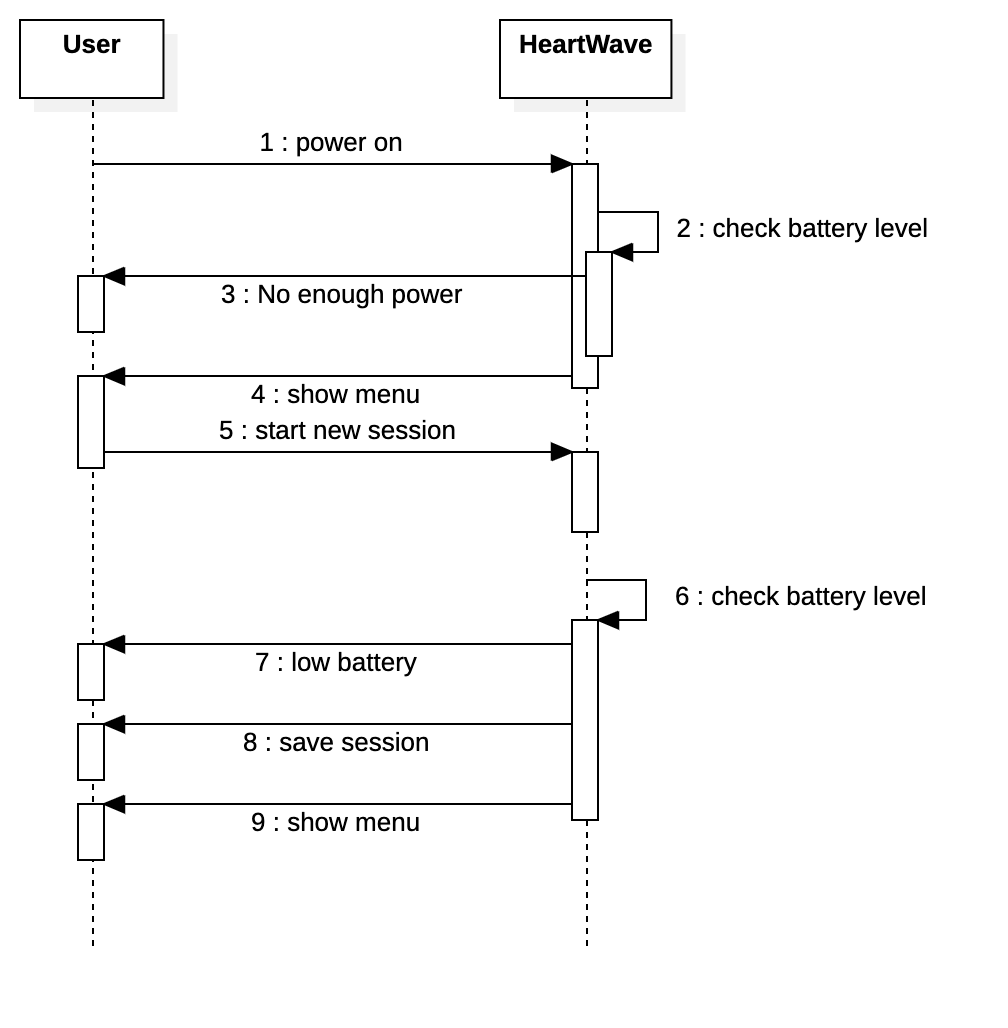 User
HeartWave
1 : power on
2 : check battery level
3 : No enough power
4 : show menu
5 : start new session
6 : check battery level
7 : low battery
8 : save session
9 : show menu